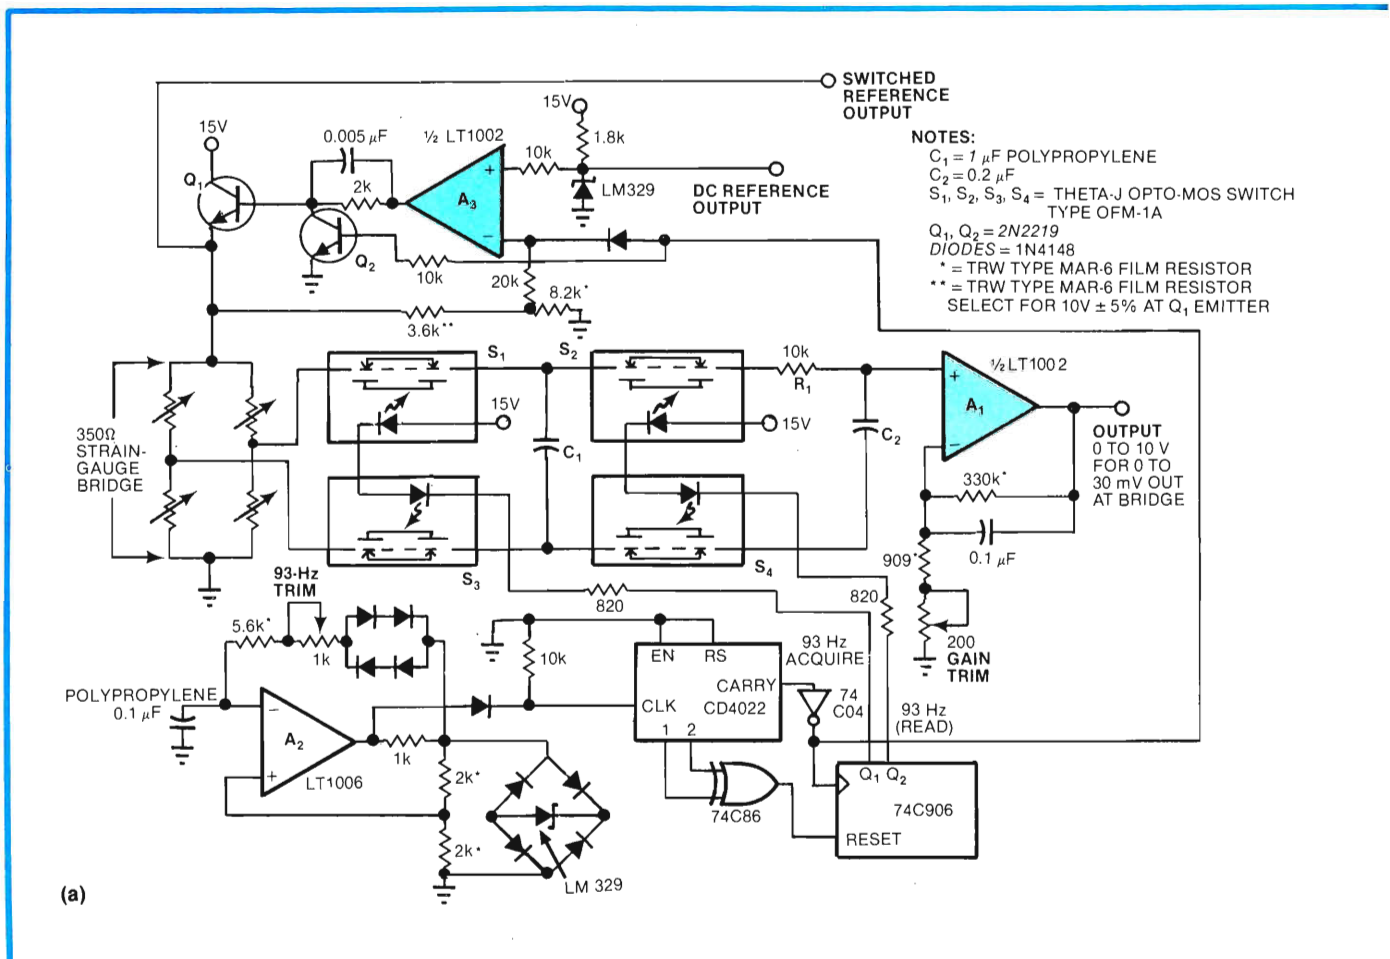 SWITCHED
REFERENCE
OUTPUT
15V
15V
0.005 µF
½ LT1002
1.8k
10k
Q1
2k
A3
LM329
DC REFERENCE
OUTPUT
Q2
10k
20k
8.2k*
3.6k**
NOTES:
C1 = 1 µF POLYPROPYLENE
C2 = 0.2 µF
S1, S2, S3, S4 = THETA-J OPTO-MOS SWITCH
TYPE OFM-1A
Q1, Q2 = 2N2219
DIODES = 1N4148
* = TRW TYPE MAR-6 FILM RESISTOR
** = TRW TYPE MAR-6 FILM RESISTOR
SELECT FOR 10V ± 5% AT Q1 EMITTER
S1
S2
10k
R1
½ LT1002
A1
15V
15V
C1
C2
350Ω
STRAIN-
GAUGE
BRIDGE
OUTPUT
0 TO 10 V
FOR 0 TO
30 mV OUT
AT BRIDGE
330k*
0.1 µF
909*
S3
S4
820
820
200
GAIN
TRIM
93-Hz
TRIM
5.6k*
1k
POLYPROPYLENE
0.1 µF
A2
LT1006
1k
2k*
2k*
LM 329
10k
EN
RS
CARRY
CLK
CD4022
1
2
93 Hz
ACQUIRE
74
C04
93 Hz
(READ)
74C86
Q1 Q2
74C906
RESET
(a)